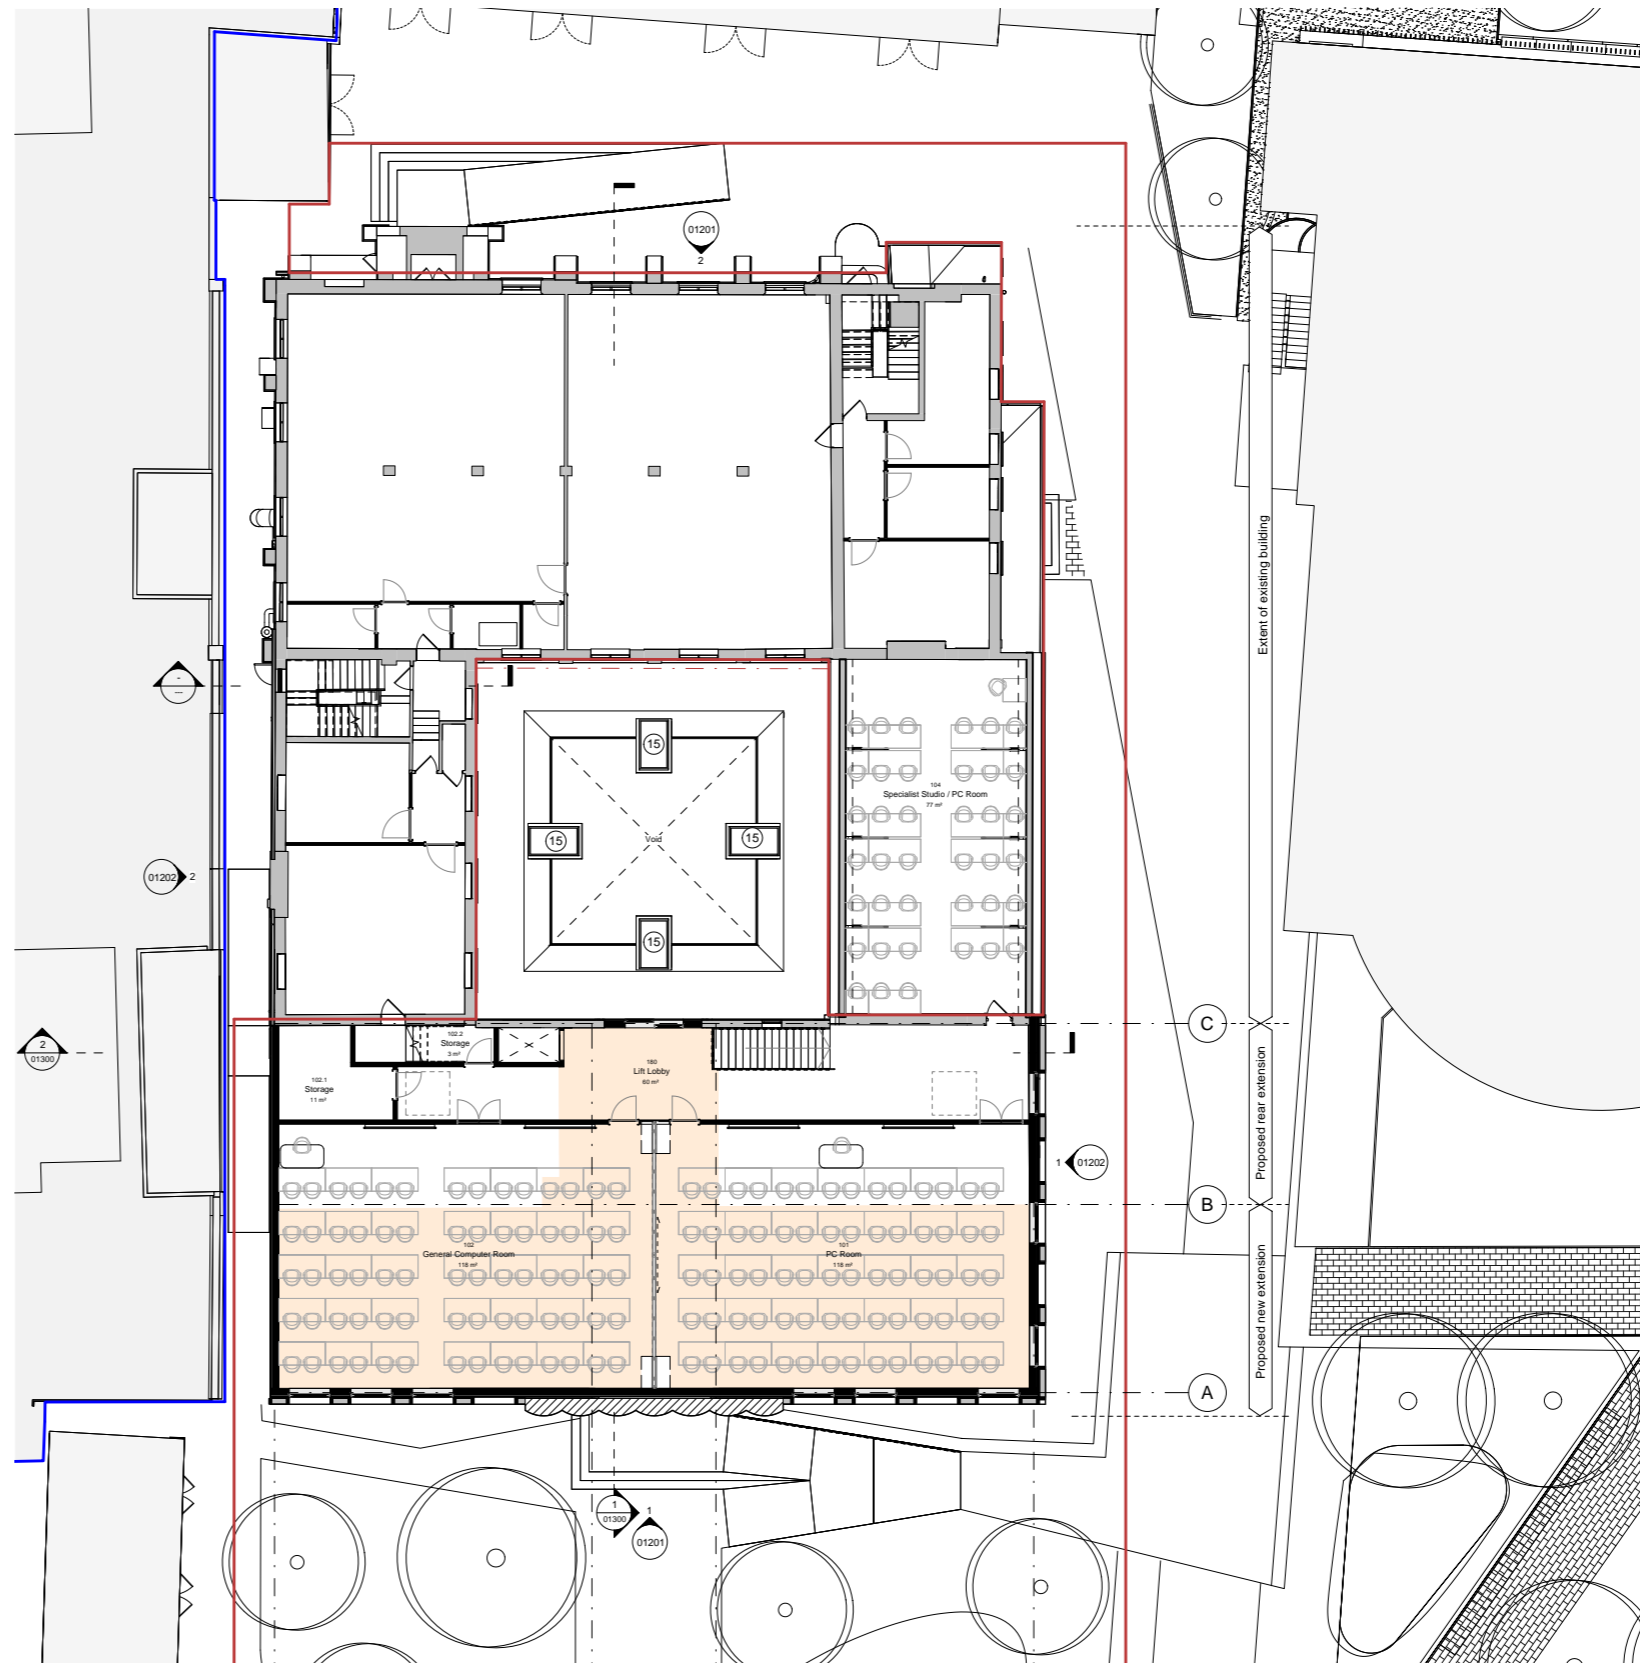 01201
2
Extent of existing building
-
--
15
104
Specialist Studio / PC Room
77 m²
15
Void
15
01202
2
15
C
2
01300
102.2
Storage
3 m²
160
Lift Lobby
60 m²
102.1
Storage
11 m²
Proposed rear extension
1
01202
B
102
General Computer Room
118 m²
101
PC Room
118 m²
Proposed new extension
A
1
01300
1
01201